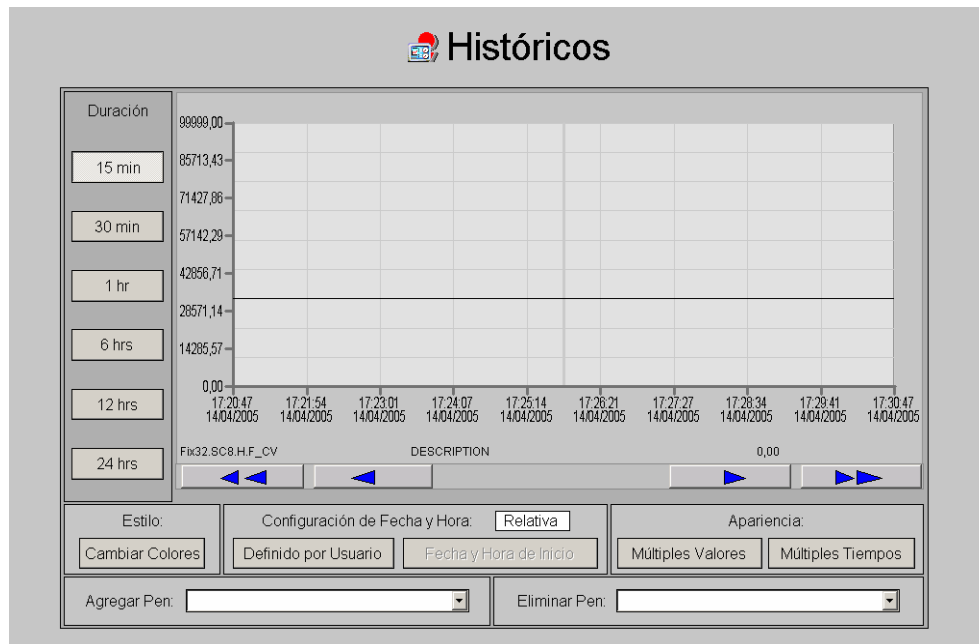 Históricos
Duración
15 min
30 min
1 hr
6 hrs
12 hrs
24 hrs
99999,00
85713,43
71427,86
57142,29
42856,71
28571,14
14285,57
0,00
17:20:47 17:21:54 17:23:01 17:24:07 17:25:14 17:26:21 17:27:27 17:28:34 17:29:41 17:30:47
14/04/2005 14/04/2005 14/04/2005 14/04/2005 14/04/2005 14/04/2005 14/04/2005 14/04/2005 14/04/2005 14/04/2005
Fix32.SC8.H.F_CV DESCRIPTION 0,00
Estilo:
Cambiar Colores
Configuración de Fecha y Hora: Relativa
Definido por Usuario Fecha y Hora de Inicio
Apariencia:
Múltiples Valores Múltiples Tiempos
Agregar Pen:
Eliminar Pen: